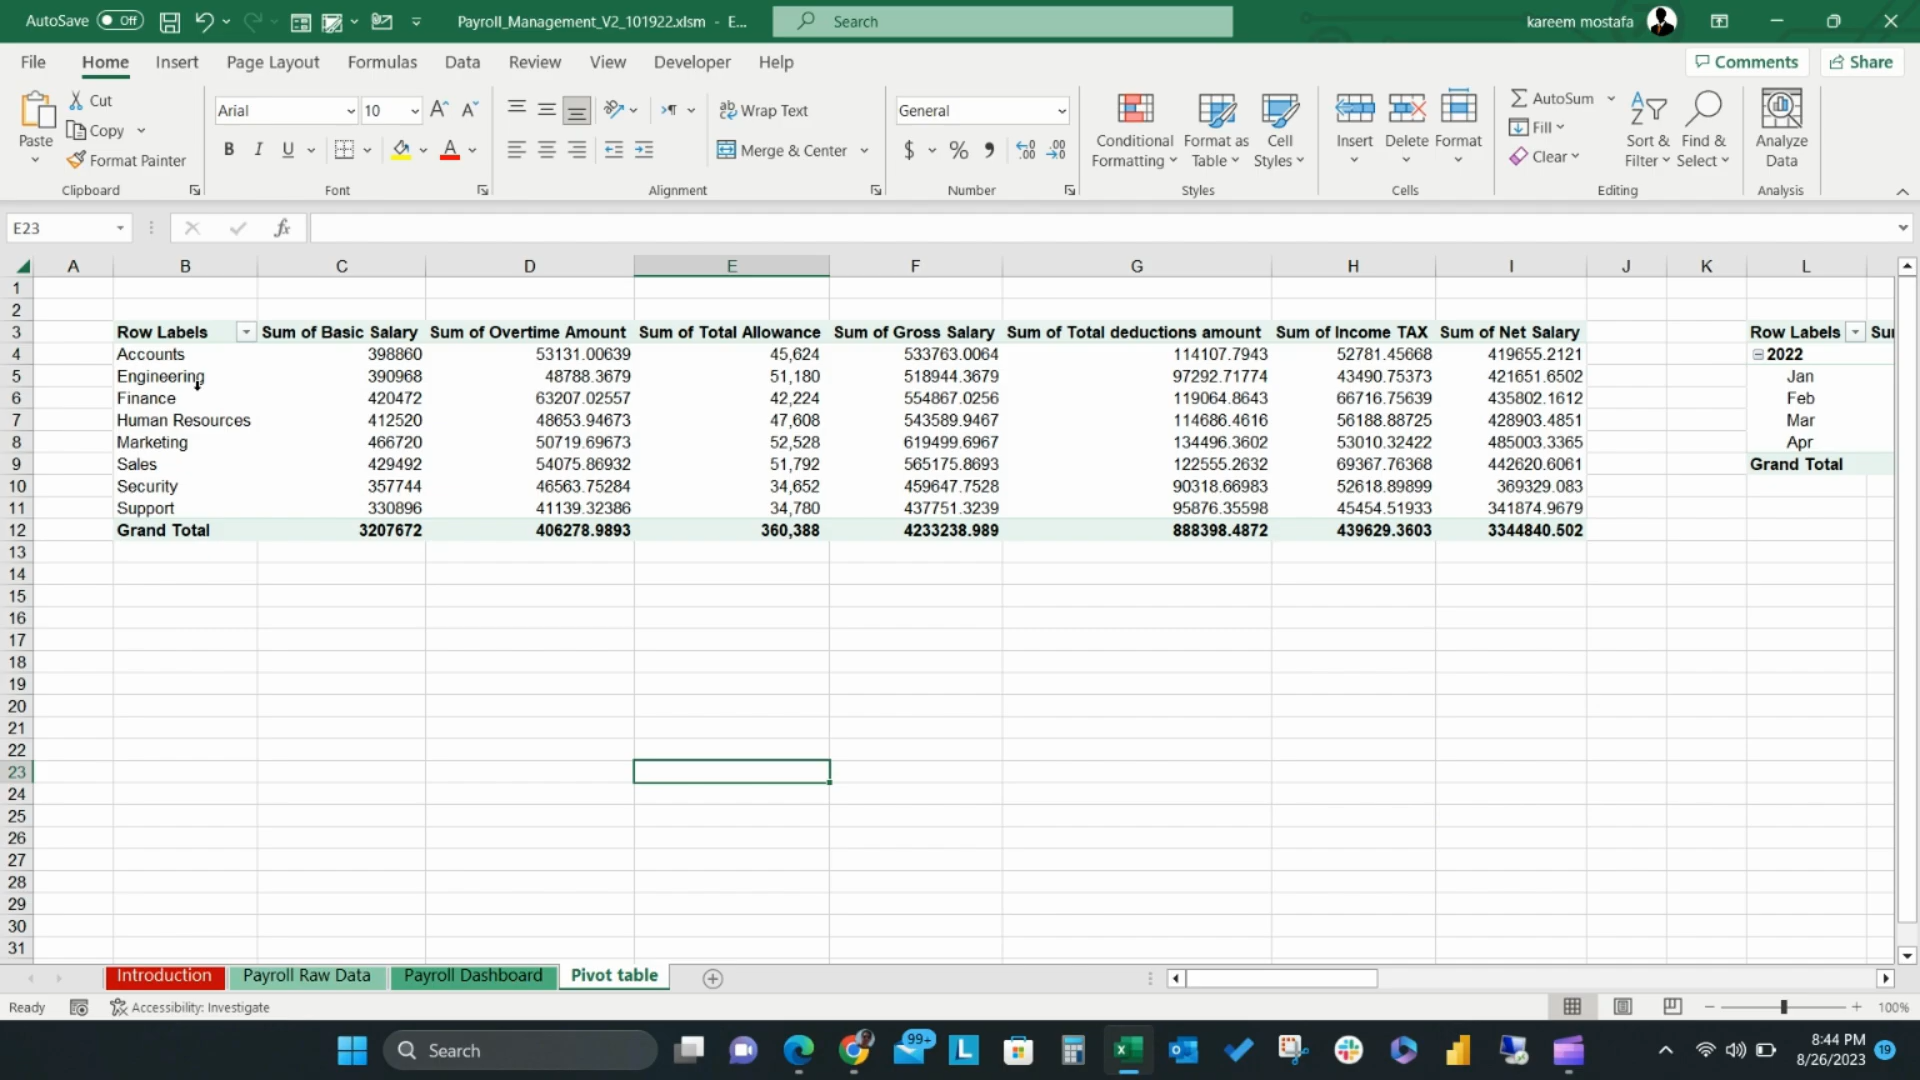 AutoSave Off Payroll_Management_V2_101922.xlsm - E... Search kareem mostafa
File Home Insert Page Layout Formulas Data Review View Developer Help Comments Share
Paste Cut Copy Format Painter
Arial 10 Wrap Text Merge & Center
B I U A
General $ %
Conditional Formatting Format as Table Cell Styles Insert Delete Format
AutoSum Fill Clear Sort & Filter Find & Select Analyze Data
Clipboard Font Alignment Number Styles Cells Editing Analysis
E23 fx
A B C D E F G H I J K L
1
2
3 Row Labels Sum of Basic Salary Sum of Overtime Amount Sum of Total Allowance Sum of Gross Salary Sum of Total deductions amount Sum of Income TAX Sum of Net Salary Row Labels
4 Accounts 398860 53131.00639 45,624 533763.0064 114107.7943 52781.45668 419655.2121 2022
5 Engineering 390968 48788.3679 51,180 518944.3679 97292.71774 43490.75373 421651.6502 Jan
6 Finance 420472 63207.02557 42,224 554867.0256 119064.8643 66716.75639 435802.1612 Feb
7 Human Resources 412520 48653.94673 47,608 543589.9467 114686.4616 56188.88725 428903.4851 Mar
8 Marketing 466720 50719.69673 52,528 619499.6967 134496.3602 53010.32422 485003.3365 Apr
9 Sales 429492 54075.86932 51,792 565175.8693 122555.2632 69367.76368 442620.6061 Grand Total
10 Security 357744 46563.75284 34,652 459647.7528 90318.66983 52618.89899 369329.083
11 Support 330896 41139.32386 34,780 437751.3239 95876.35598 45454.51933 341874.9679
12 Grand Total 3207672 406278.9893 360,388 4233238.989 888398.4872 439629.3603 3344840.502
13
14
15
16
17
18
19
20
21
22
23
24
25
26
27
28
29
30
31
Introduction Payroll Raw Data Payroll Dashboard Pivot table
Ready Accessibility: Investigate 100%
Search 99+ L 8:44 PM
8/26/2023 19